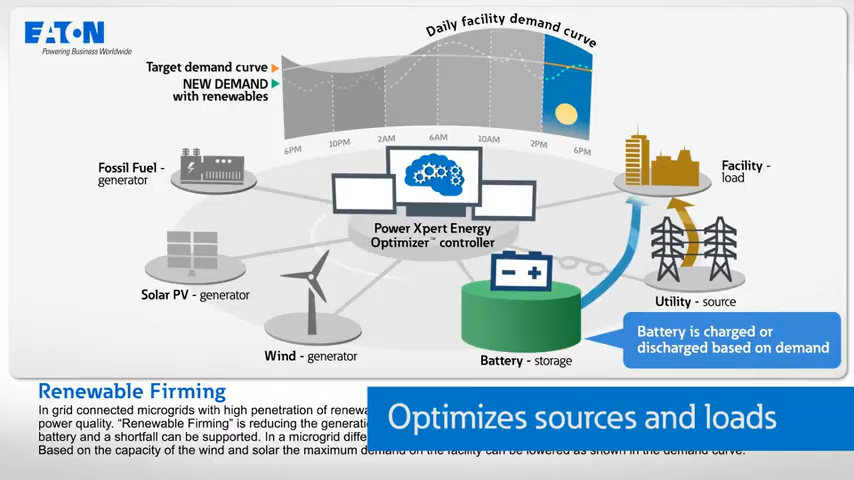 EATON
Powering Business Worldwide
Daily facility demand curve
Target demand curve
NEW DEMAND
with renewables
6PM
10PM
2AM
6AM
10AM
2PM
6PM
Fossil Fuel -
generator
Facility -
load
Power Xpert Energy
Optimizer™ controller
Solar PV - generator
Utility - source
Wind - generator
Battery - storage
Battery is charged or
discharged based on demand
Renewable Firming
In grid connected microgrids with high penetration of
power quality. "Renewable Firming" is reducing the
battery and a shortfall can be supported. In a microgrid
Based on the capacity of the wind and solar the maximum demand on the facility can be lowered as shown in the demand curve.
Optimizes sources and loads